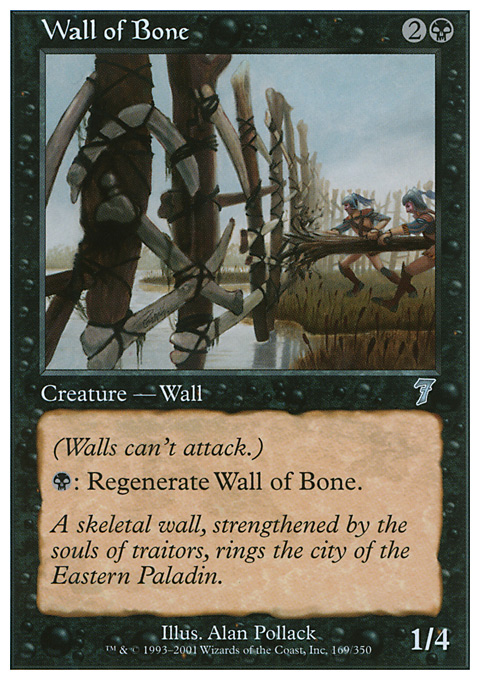 Wall of Bone 2
Creature — Wall
(Walls can't attack.)
: Regenerate Wall of Bone.
A skeletal wall, strengthened by the
souls of traitors, rings the city of the
Eastern Paladin.
Illus. Alan Pollack
™ & © 1993-2001 Wizards of the Coast, Inc. 169/350
1/4